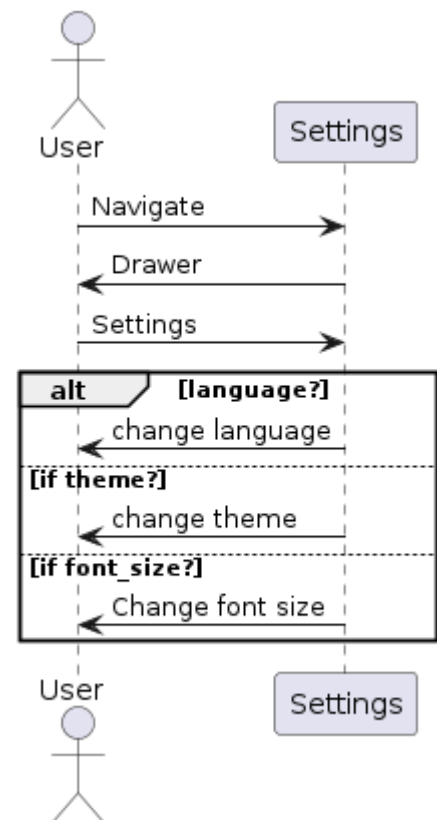 User
Settings
Navigate
Drawer
Settings
alt [language?]
change language
[if theme?]
change theme
[if font_size?]
Change font size
User
Settings